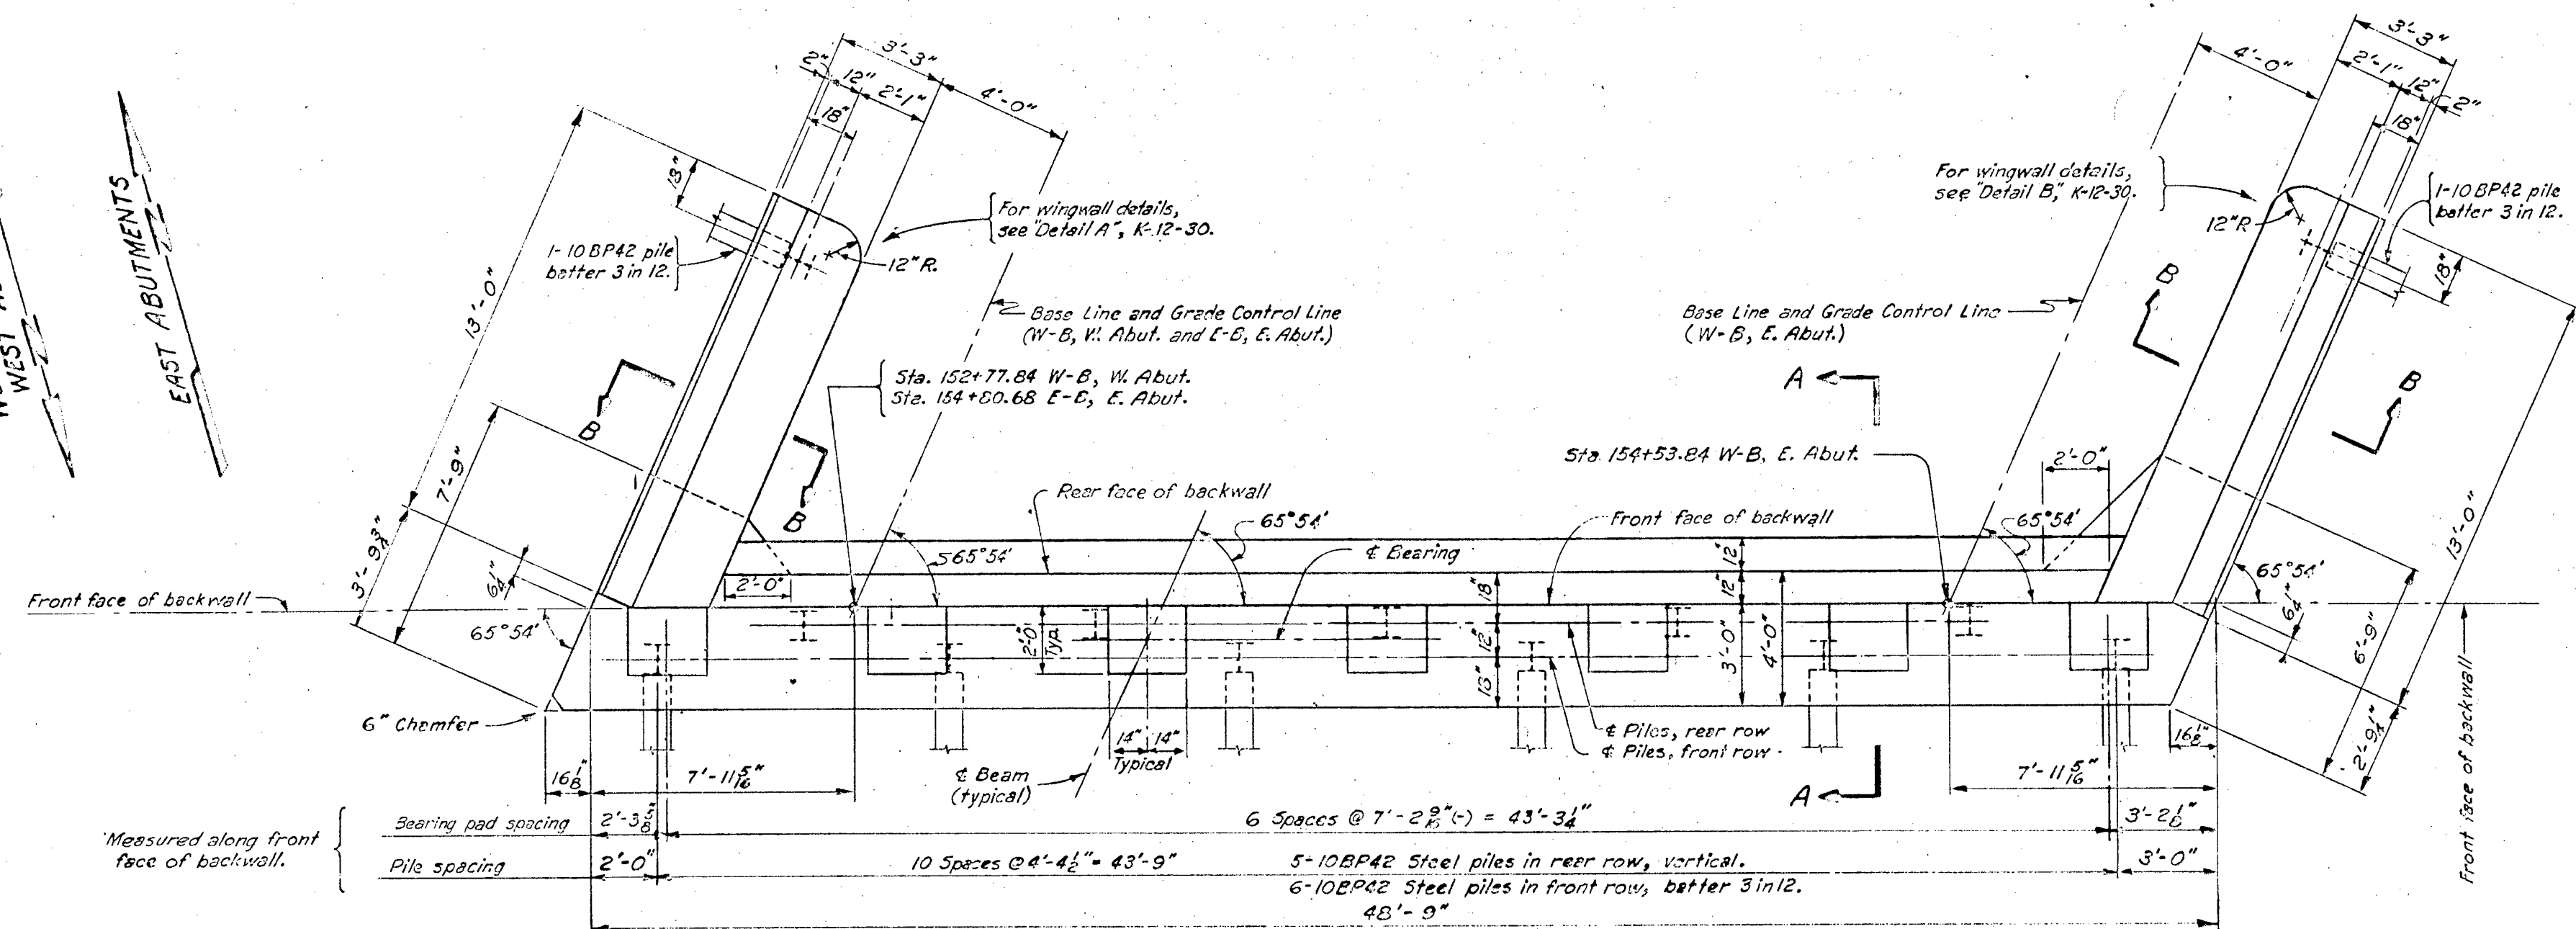 WEST
EAST ABUTMENTS
3'-3"
2"
12"
2'-1"
4'-0"
18"
18"
13'-0"
1-10BP42 pile
batter 3 in 12.
For wingwall details,
see "Detail A", K-12-30.
12"R.
Base Line and Grade Control Line
(W-B, W. Abut. and E-B, E. Abut.)
Sta. 152+77.84 W-B, W. Abut.
Sta. 154+80.68 E-B, E. Abut.
B
B
7'-9"
3'-9 3/4"
6 1/4"
Front face of backwall
65°54'
2'-0"
Rear face of backwall
65°54'
65°54'
℄ Bearing
Front face of backwall
4'-0"
3'-3"
2'-1"
12"
2"
18"
For wingwall details,
see "Detail B," K-12-30.
12"R
1-10BP42 pile
batter 3 in 12.
18"
Base Line and Grade Control Line
(W-B, E. Abut.)
B
B
A
Sta. 154+53.84 W-B, E. Abut.
2'-0"
65°54'
65°54'
13'-0"
6 1/4"
6'-9"
2'-9 1/4"
12"
12"
18"
12"
18"
3'-0"
4'-0"
2'-0"
Typ.
6" Chamfer
14"
14"
Typical
℄ Piles, rear row
℄ Piles, front row
℄ Beam
(typical)
A
16 1/8"
7'-11 5/16"
16 1/8"
7'-11 5/16"
Front face of backwall
Measured along front
face of backwall.
Bearing pad spacing
2'-3 5/8"
6 Spaces @ 7'-2 9/16"(-) = 43'-3 1/4"
3'-2 1/8"
Pile spacing
2'-0"
10 Spaces @ 4'-4 1/2" = 43'-9"
5-10BP42 Steel piles in rear row, vertical.
3'-0"
6-10BP42 Steel piles in front row, batter 3 in 12.
48'-9"